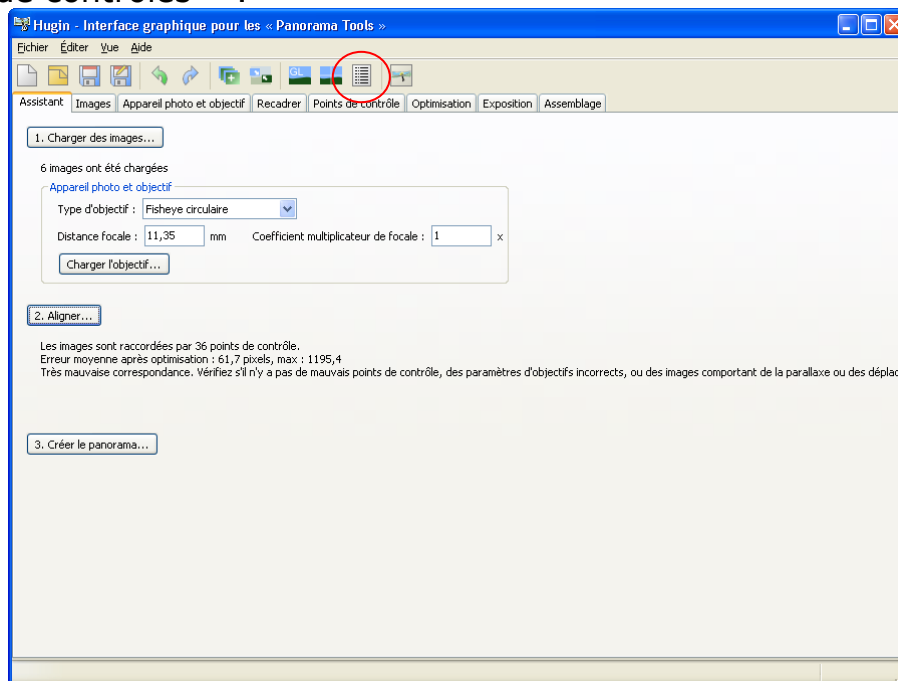 de contrôles » :
Hugin - Interface graphique pour les « Panorama Tools »
Fichier Éditer Vue Aide
GL
Assistant Images Appareil photo et objectif Recadrer Points de contrôle Optimisation Exposition Assemblage
1. Charger des images...
6 images ont été chargées
Appareil photo et objectif
Type d'objectif : Fisheye circulaire
Distance focale : 11,35 mm Coefficient multiplicateur de focale : 1 x
Charger l'objectif...
2. Aligner...
Les images sont raccordées par 36 points de contrôle.
Erreur moyenne après optimisation : 61,7 pixels, max : 1195,4
Très mauvaise correspondance. Vérifiez s'il n'y a pas de mauvais points de contrôle, des paramètres d'objectifs incorrects, ou des images comportant de la parallaxe ou des déplac
3. Créer le panorama...